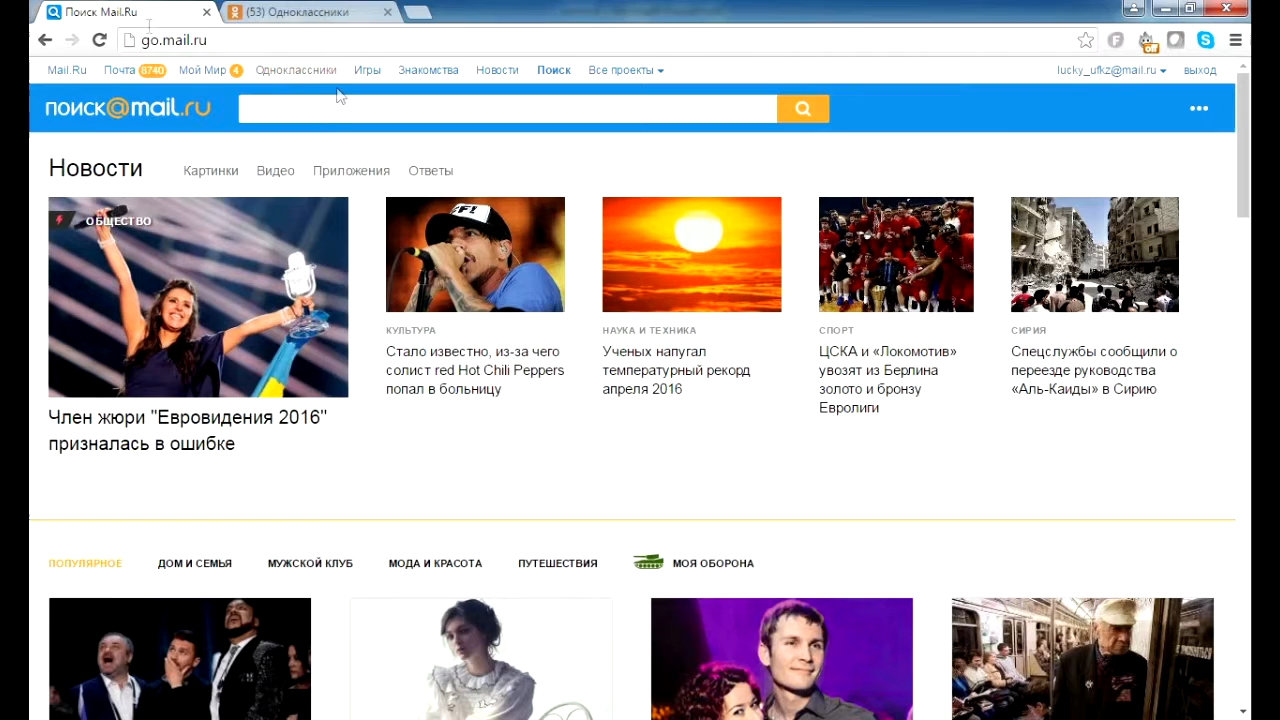 Поиск Mail.Ru
(53) Одноклассники
go.mail.ru
off
Mail.Ru Почта 8740 Мой Мир 4 Одноклассники Игры Знакомства Новости Поиск Все проекты
lucky_ufkz@mail.ru выход
поиск@mail.ru
Новости Картинки Видео Приложения Ответы
ОБЩЕСТВО
Член жюри "Евровидения 2016"
призналась в ошибке
КУЛЬТУРА
Стало известно, из-за чего
солист red Hot Chili Peppers
попал в больницу
НАУКА И ТЕХНИКА
Ученых напугал
температурный рекорд
апреля 2016
СПОРТ
ЦСКА и «Локомотив»
увозят из Берлина
золото и бронзу
Евролиги
СИРИЯ
Спецслужбы сообщили о
переезде руководства
«Аль-Каиды» в Сирию
ПОПУЛЯРНОЕ ДОМ И СЕМЬЯ МУЖСКОЙ КЛУБ МОДА И КРАСОТА ПУТЕШЕСТВИЯ МОЯ ОБОРОНА